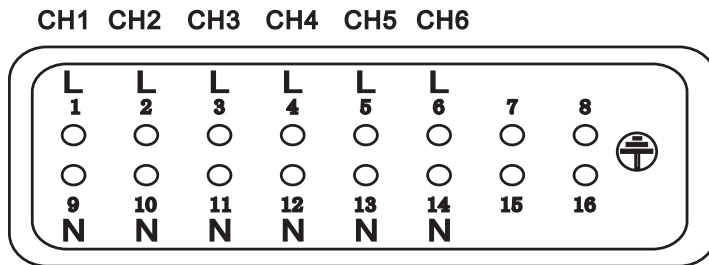 CH1 CH2 CH3 CH4 CH5 CH6
L L L L L L
1 2 3 4 5 6 7 8
9 10 11 12 13 14 15 16
N N N N N N